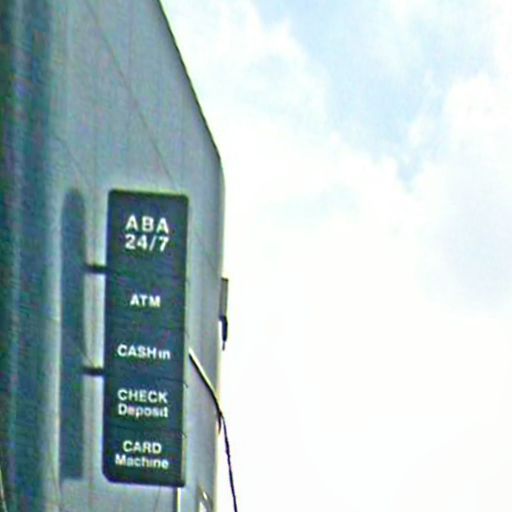 ABA
24/7
ATM
CASHin
CHECK
Deposit
CARD
Machine